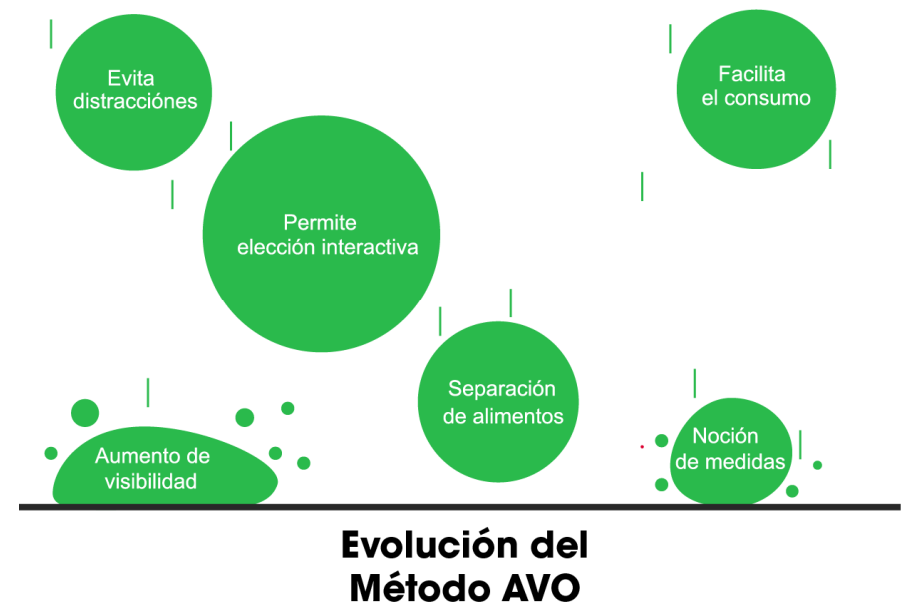 Evita
distracciónes
Facilita
el consumo
Permite
elección interactiva
Separación
de alimentos
Aumento de
visibilidad
Noción
de medidas
Evolución del
Método AVO